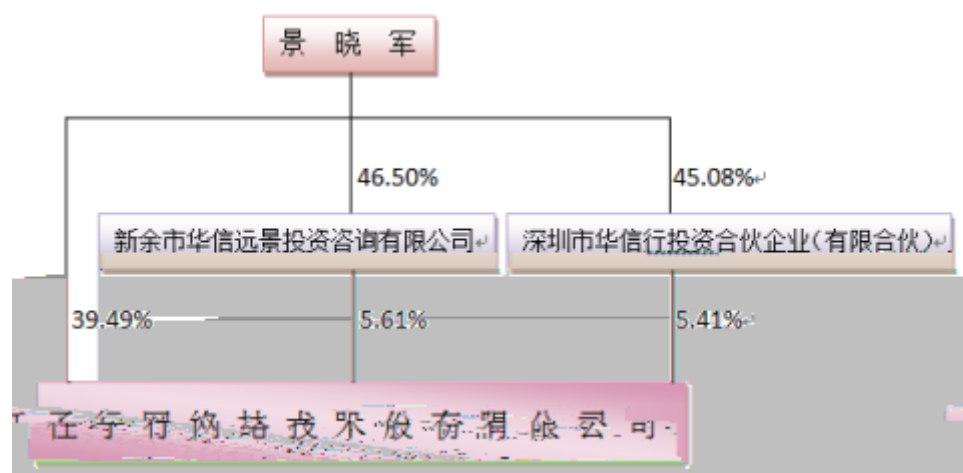 景 晓 军
46.50% 45.08%
新余市华信远景投资咨询有限公司 深圳市华信行投资合伙企业(有限合伙)
39.49% 5.61% 5.41%
公 司